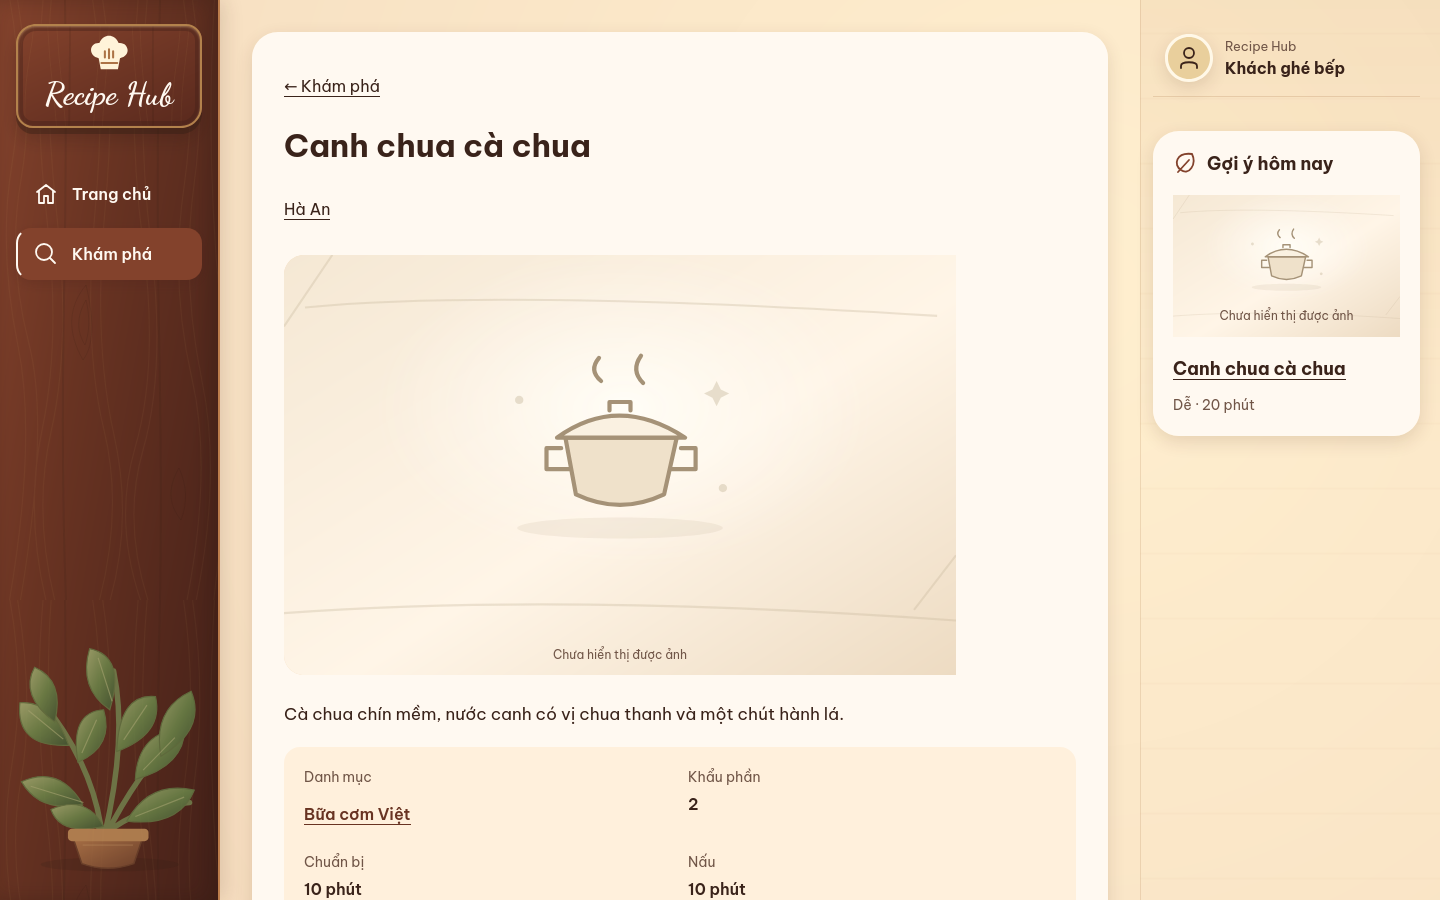 Recipe Hub
Trang chủ
Khám phá
← Khám phá
Canh chua cà chua
Hà An
Chưa hiển thị được ảnh
Cà chua chín mềm, nước canh có vị chua thanh và một chút hành lá.
Danh mục
Bữa cơm Việt
Khẩu phần
2
Chuẩn bị
10 phút
Nấu
10 phút
Recipe Hub
Khách ghé bếp
Gợi ý hôm nay
Chưa hiển thị được ảnh
Canh chua cà chua
Dễ · 20 phút